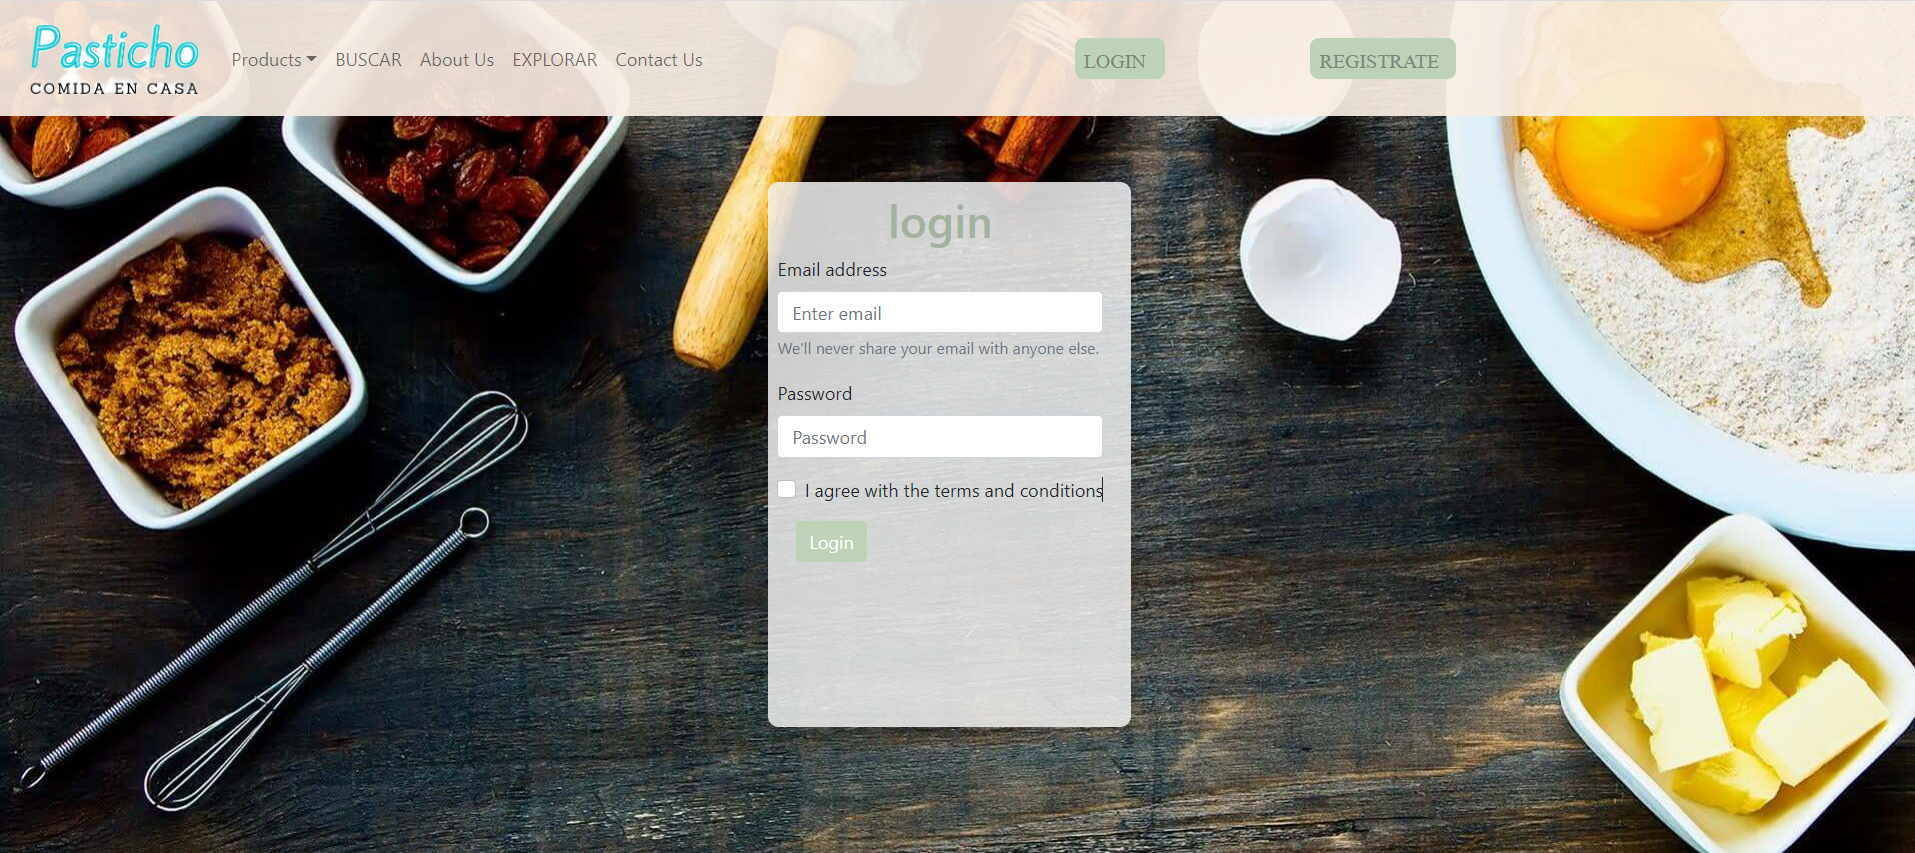 Pasticho
COMIDA EN CASA
Products BUSCAR About Us EXPLORAR Contact Us LOGIN REGISTRATE
login
Email address
Enter email
We'll never share your email with anyone else.
Password
Password
I agree with the terms and conditions
Login